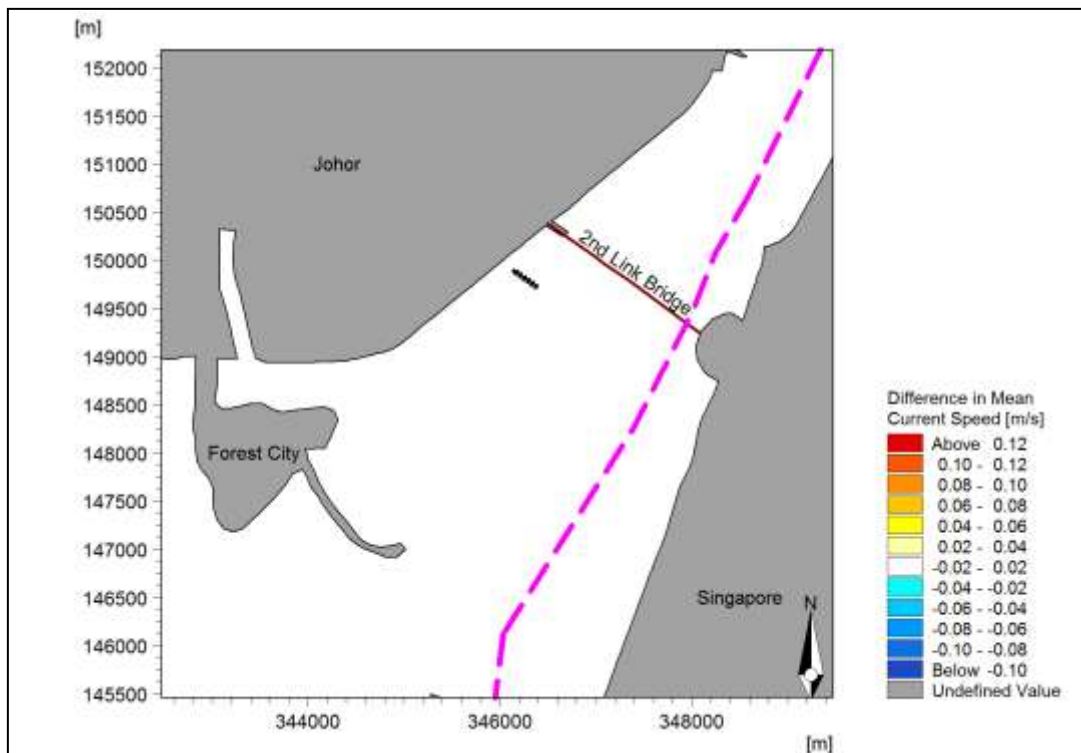 [m]
152000
151500
151000
150500
150000
149500
149000
148500
148000
147500
147000
146500
146000
145500
Johor
2nd Link Bridge
Forest City
Singapore
N
344000 346000 348000
[m]
Difference in Mean
Current Speed [m/s]
Above 0.12
0.10 - 0.12
0.08 - 0.10
0.06 - 0.08
0.04 - 0.06
0.02 - 0.04
-0.02 - 0.02
-0.04 - -0.02
-0.06 - -0.04
-0.08 - -0.06
-0.10 - -0.08
Below -0.10
Undefined Value